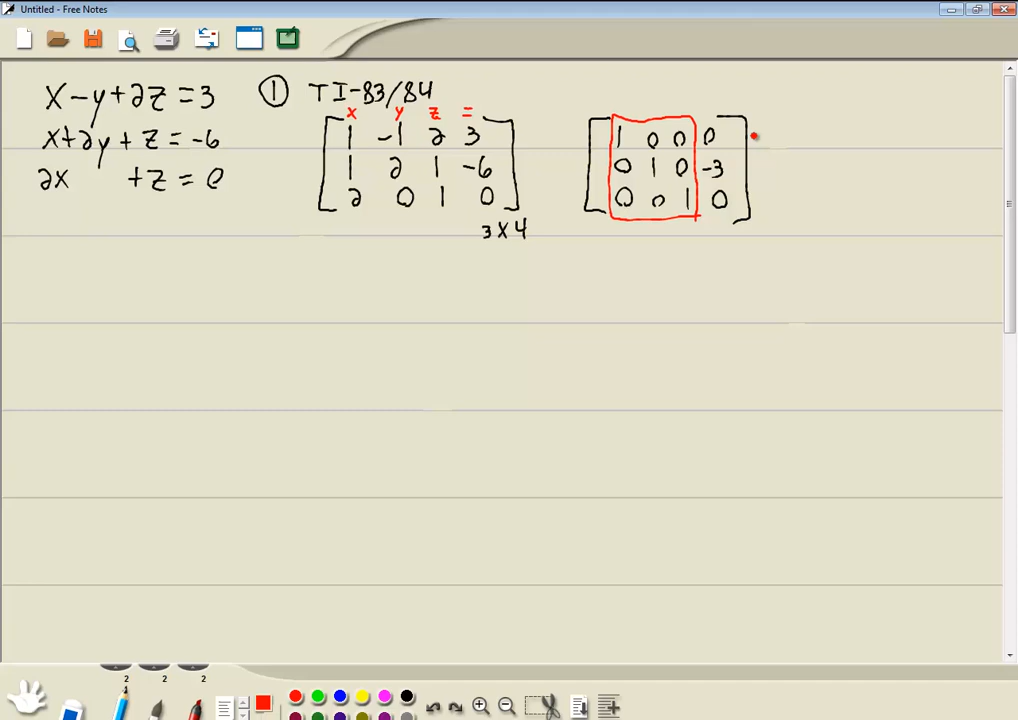 Untitled - Free Notes
x - y + 2z = 3
x + 2y + z = -6
2x + z = 0
① TI-83/84
x y z =
1 -1 2 3
1 2 1 -6
2 0 1 0
3 x 4
1 0 0 0
0 1 0 -3
0 0 1 0
2 2 2